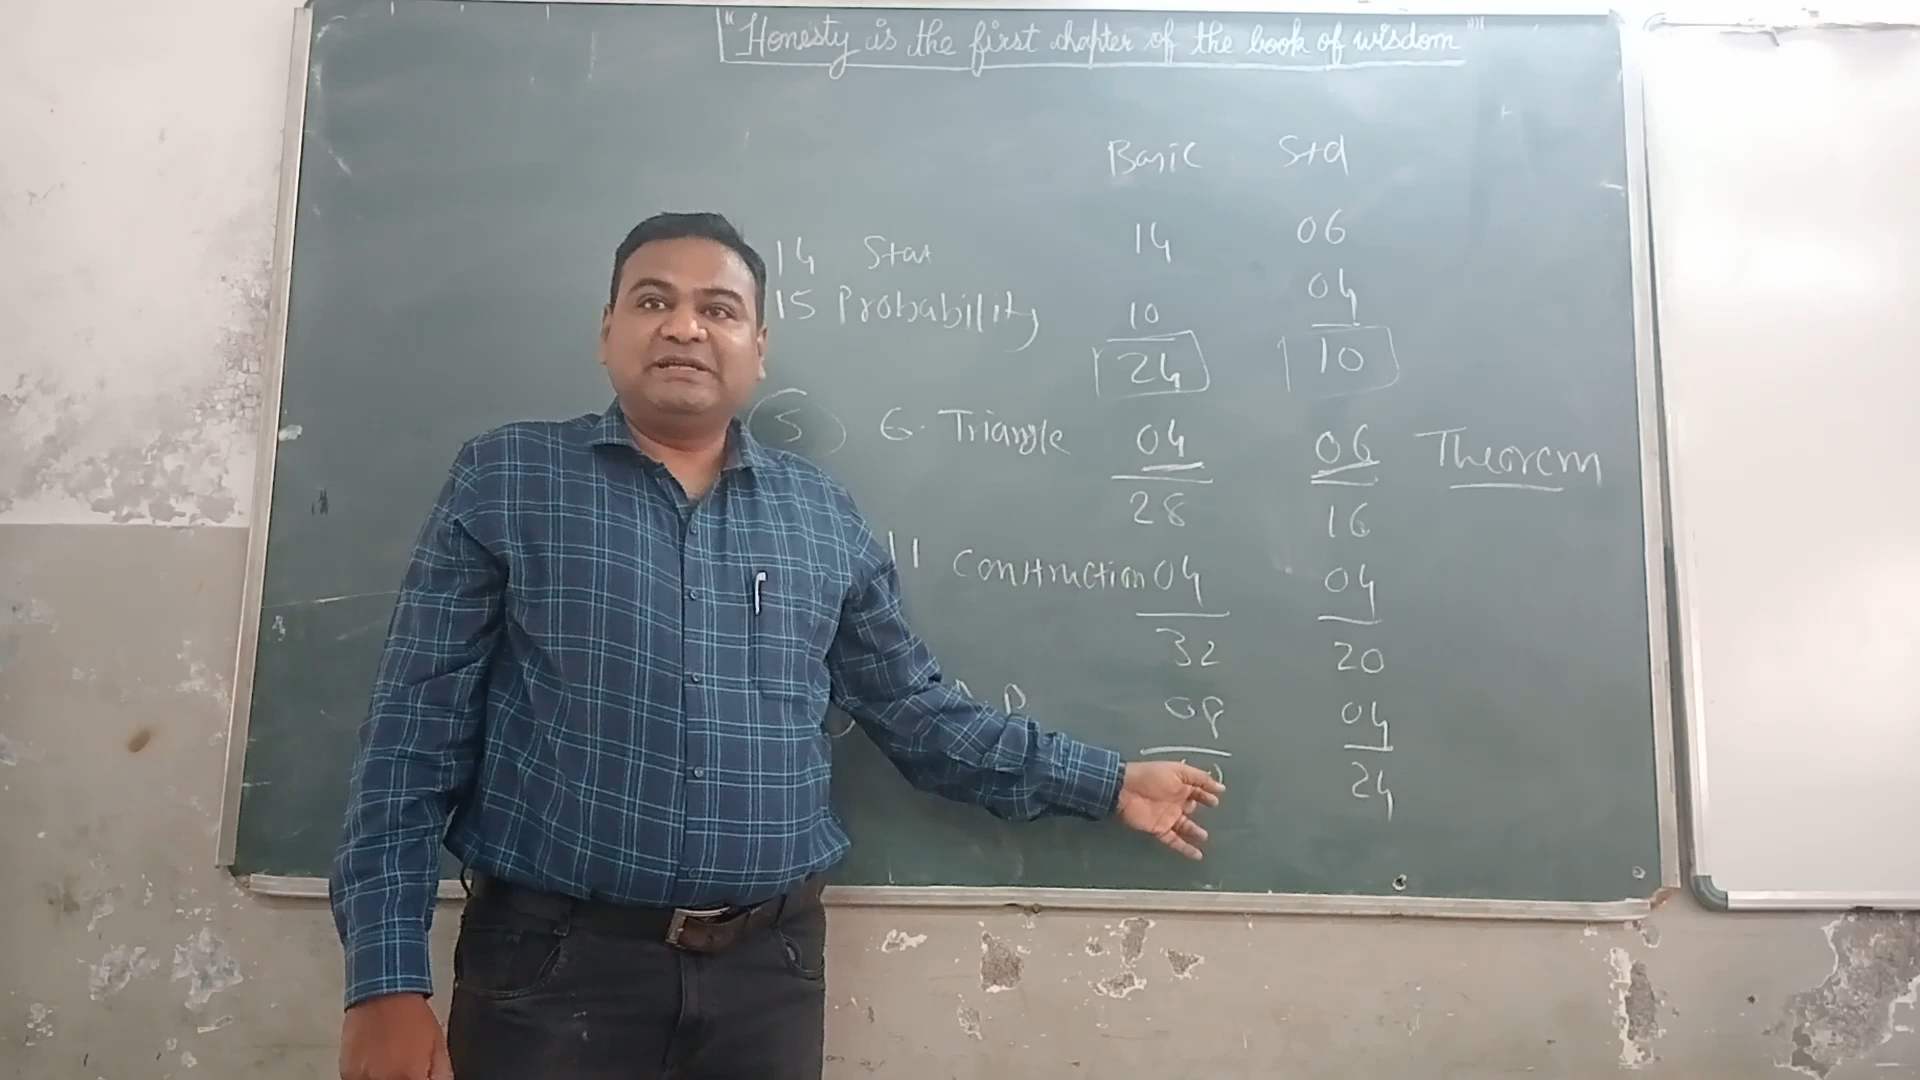 "Honesty is the first chapter of the book of wisdom"
Basic Std
14 Stat 14 06
15 Probability 10 04
24 10
5 6. Triangle 04 06 Theorem
28 16
11 Construction 04 04
32 20
P 08 04
24